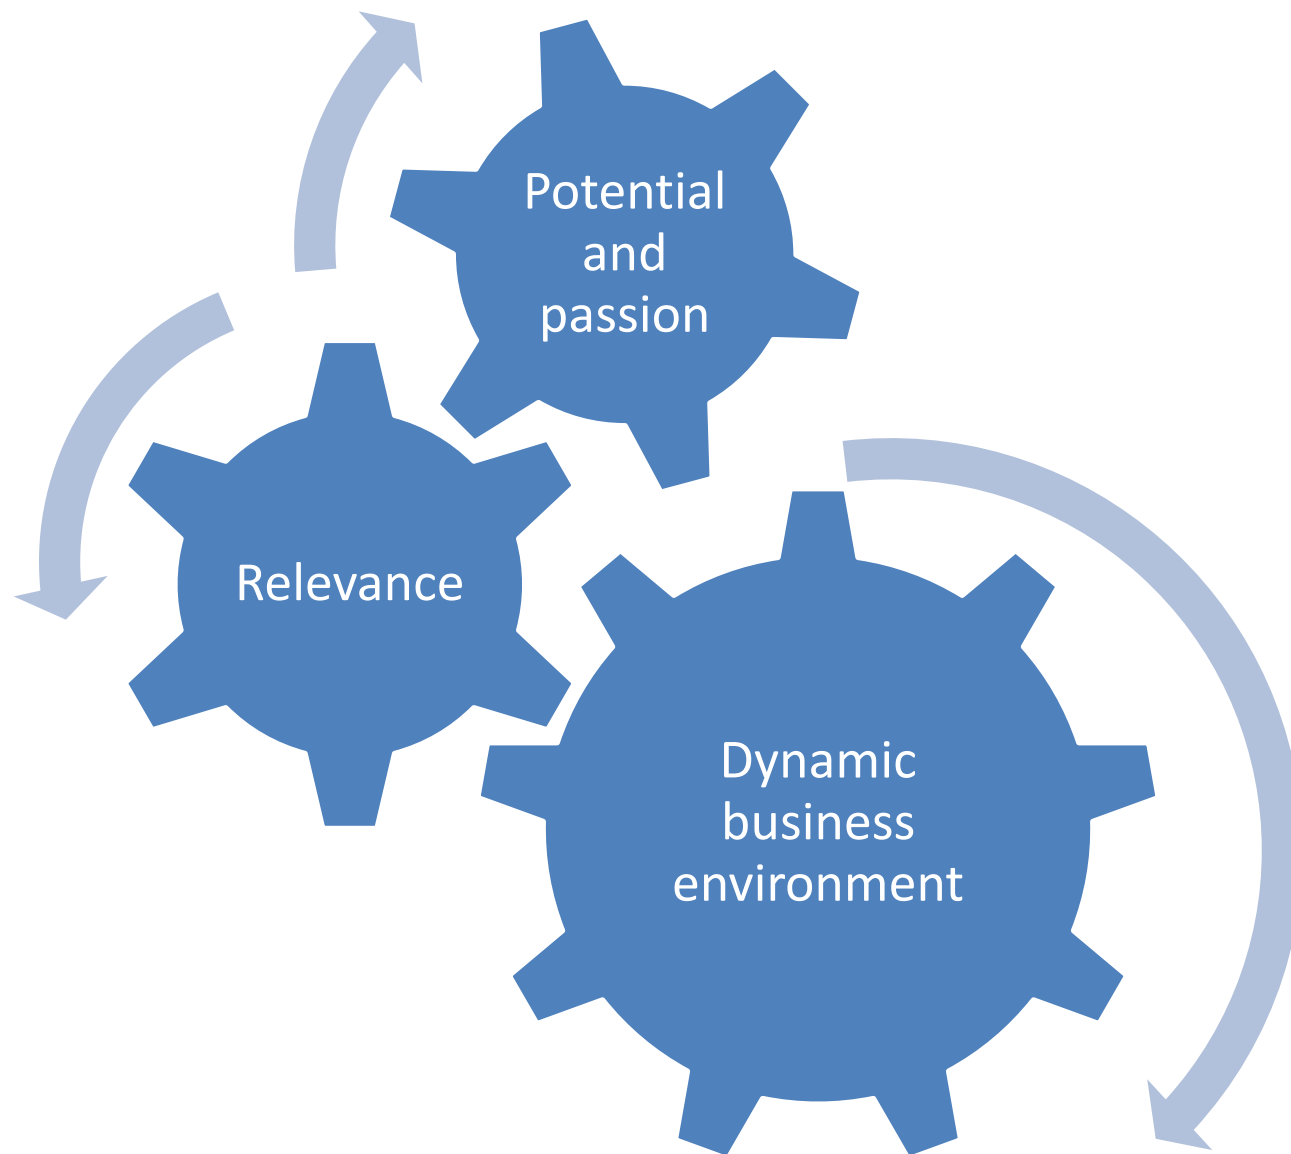 Potential
and
passion
Relevance
Dynamic
business
environment